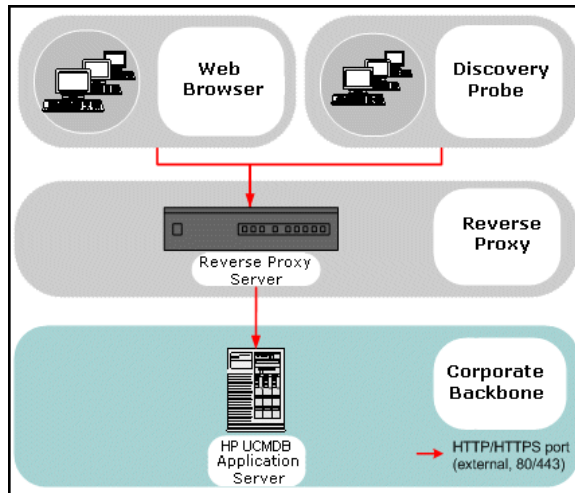 Web
Browser
Discovery
Probe
Reverse Proxy
Server
Reverse
Proxy
HP UCMDB
Application
Server
Corporate
Backbone
HTTP/HTTPS port
(external, 80/443)